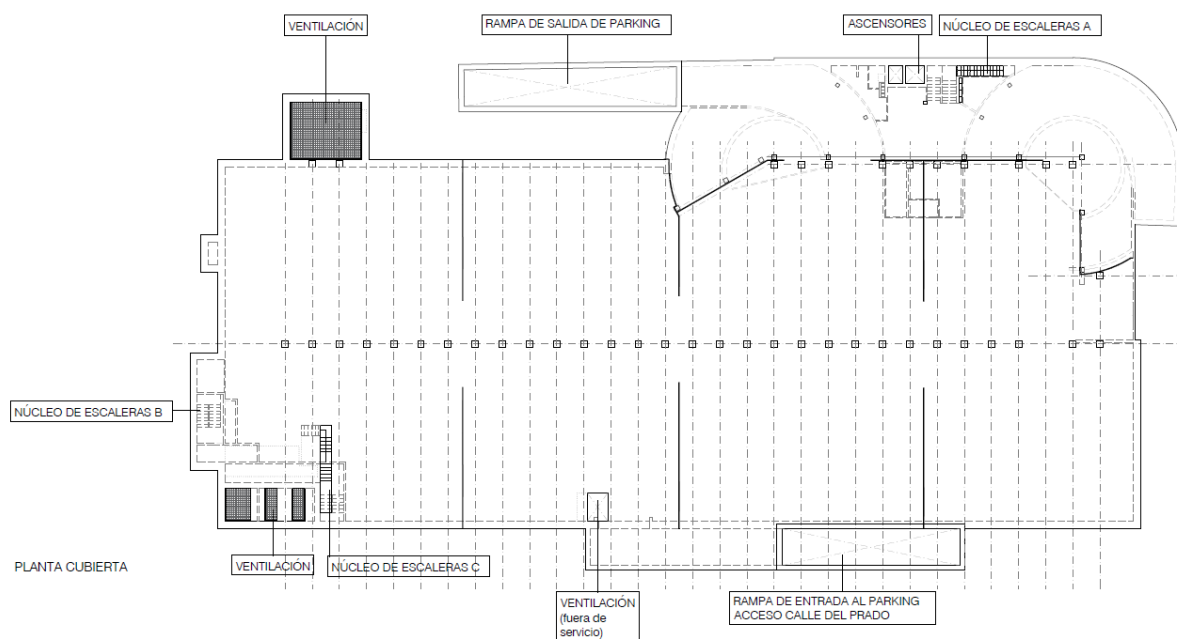 VENTILACIÓN
RAMPA DE SALIDA DE PARKING
ASCENSORES
NÚCLEO DE ESCALERAS A
NÚCLEO DE ESCALERAS B
PLANTA CUBIERTA
VENTILACIÓN
NÚCLEO DE ESCALERAS C
VENTILACIÓN
(fuera de
servicio)
RAMPA DE ENTRADA AL PARKING
ACCESO CALLE DEL PRADO